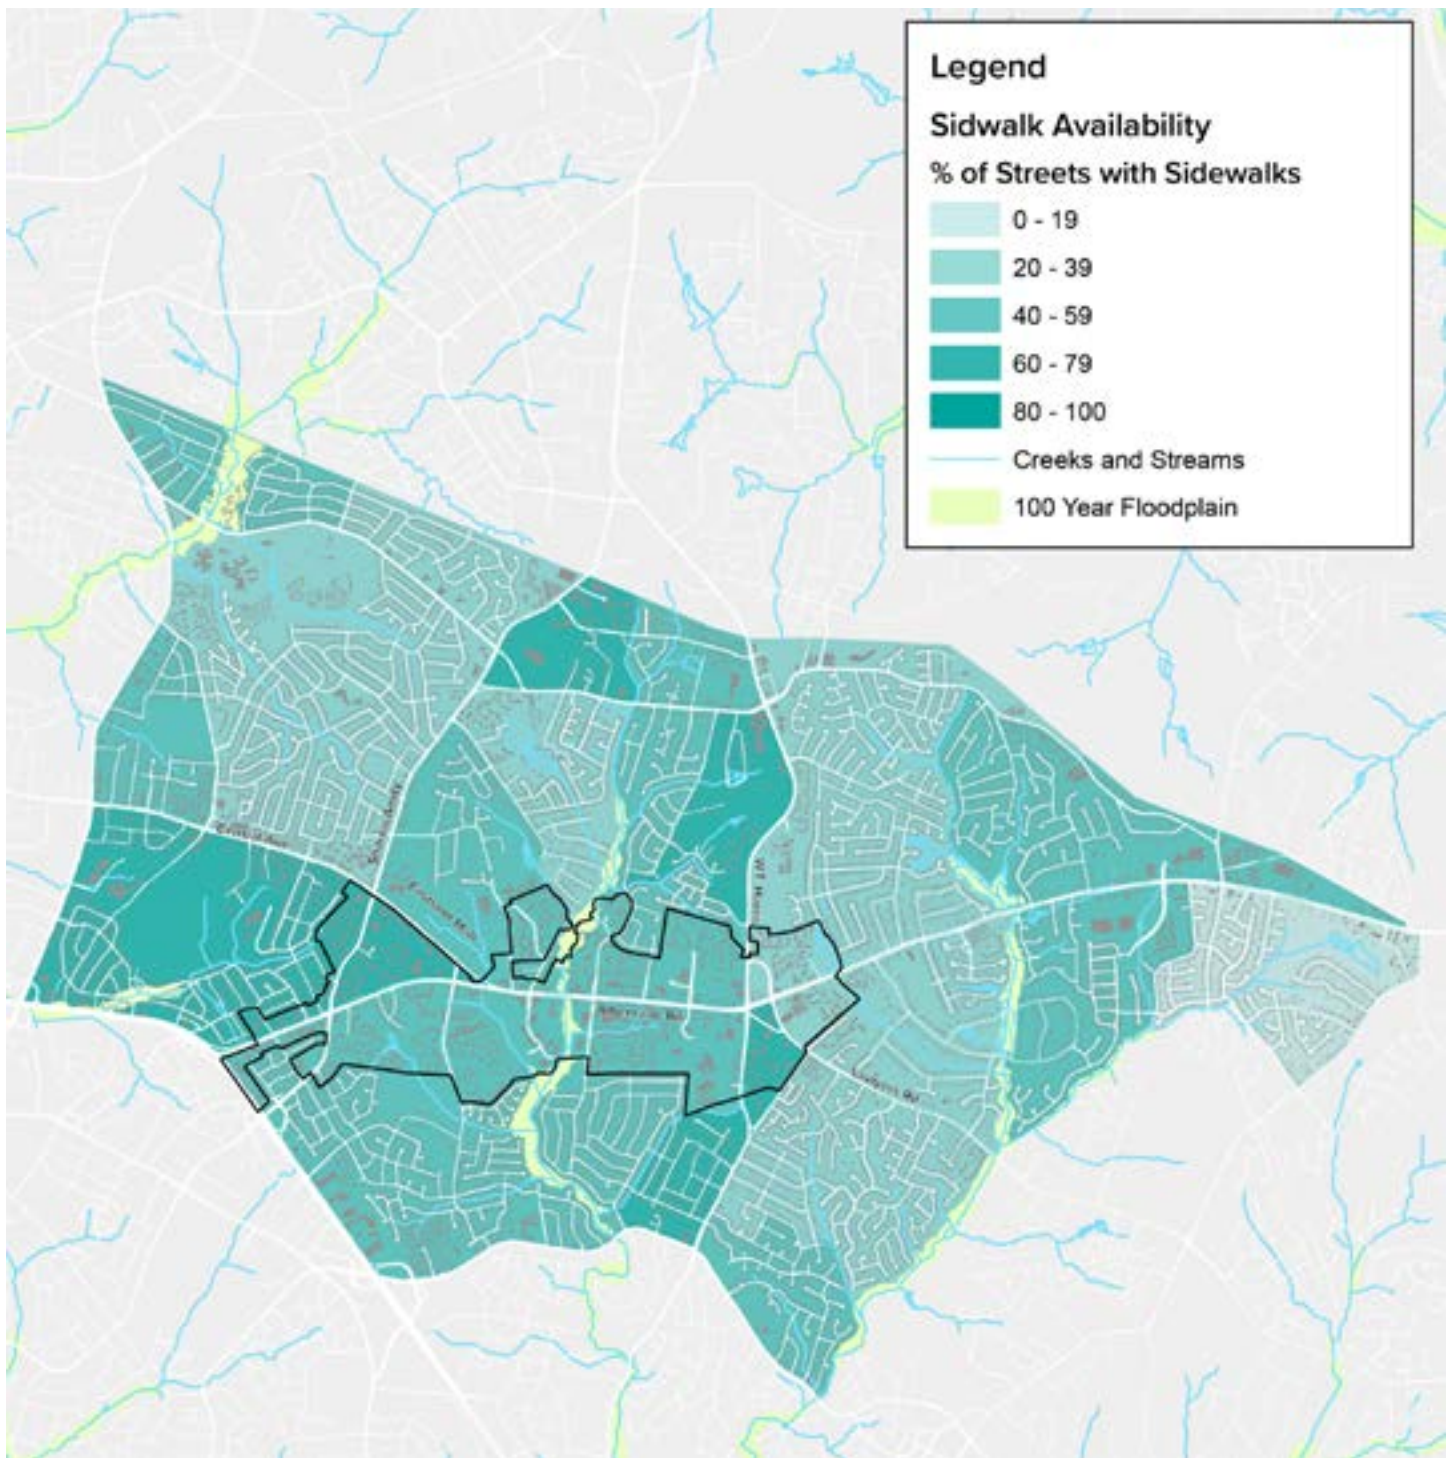 Legend
Sidwalk Availability
% of Streets with Sidewalks
0 - 19
20 - 39
40 - 59
60 - 79
80 - 100
Creeks and Streams
100 Year Floodplain